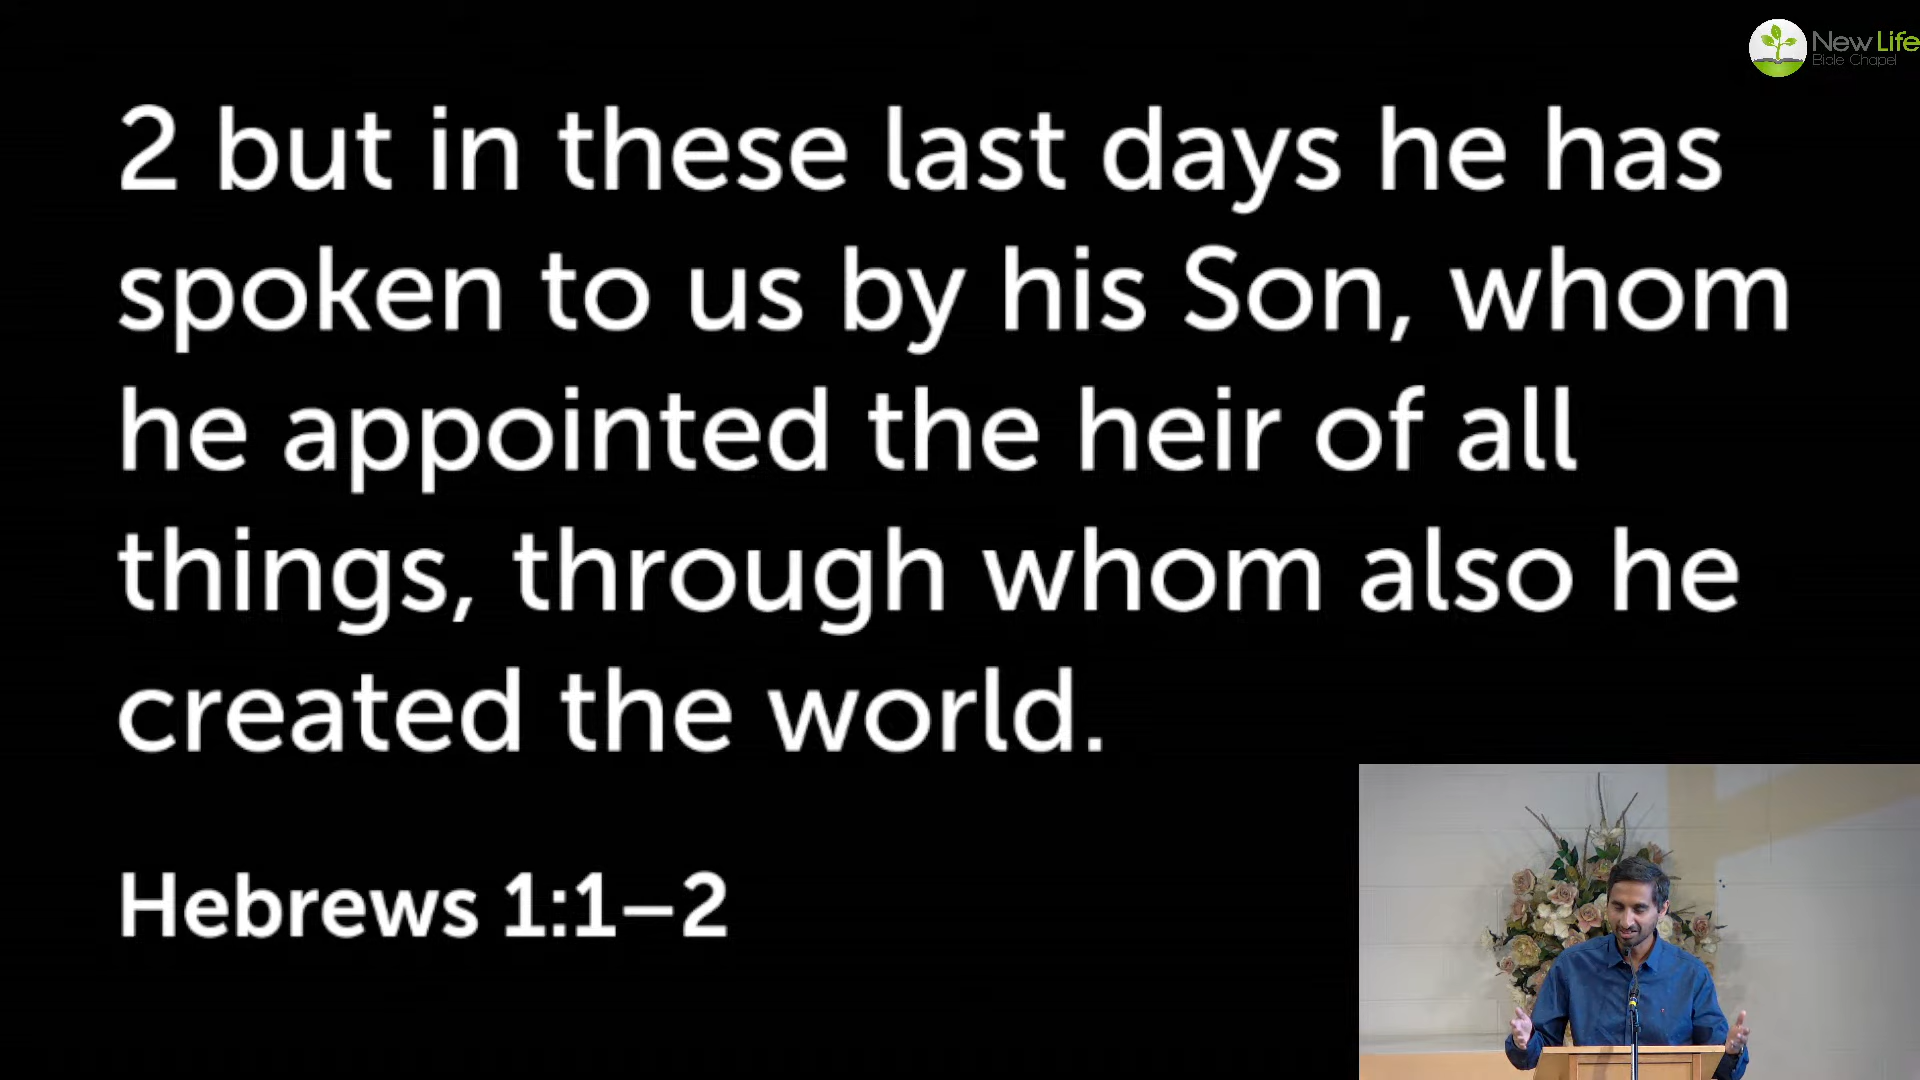 New Life
Bible Chapel
2 but in these last days he has
spoken to us by his Son, whom
he appointed the heir of all
things, through whom also he
created the world.
Hebrews 1:1–2